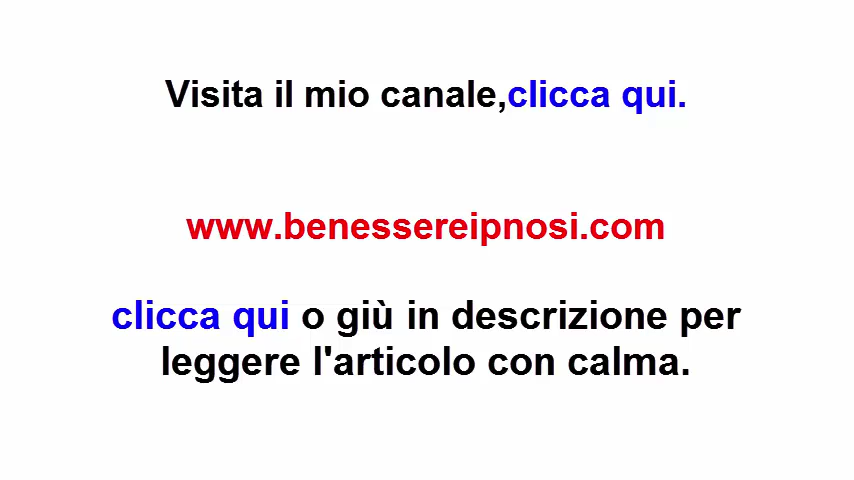 Visita il mio canale,clicca qui.
www.benessereipnosi.com
clicca qui o giù in descrizione per
leggere l'articolo con calma.